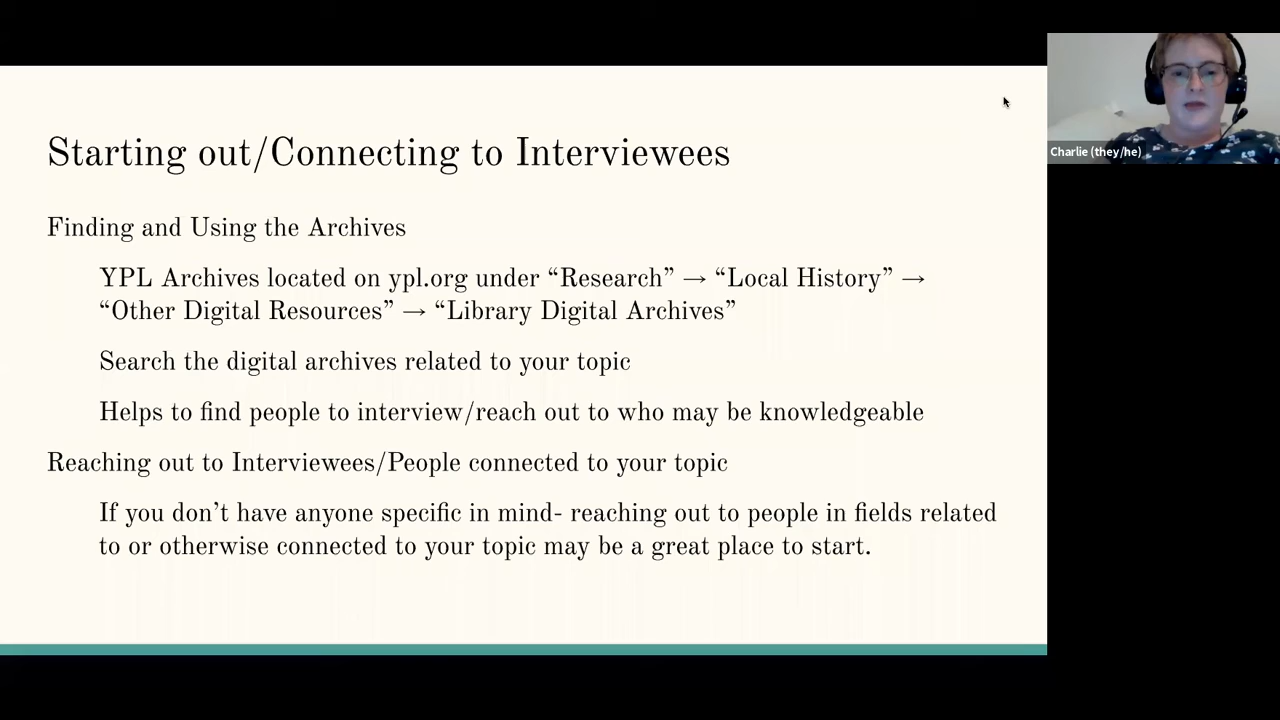 Starting out/Connecting to Interviewees
Finding and Using the Archives
YPL Archives located on ypl.org under “Research” → “Local History” →
“Other Digital Resources” → “Library Digital Archives”
Search the digital archives related to your topic
Helps to find people to interview/reach out to who may be knowledgeable
Reaching out to Interviewees/People connected to your topic
If you don’t have anyone specific in mind- reaching out to people in fields related
to or otherwise connected to your topic may be a great place to start.
Charlie (they/he)